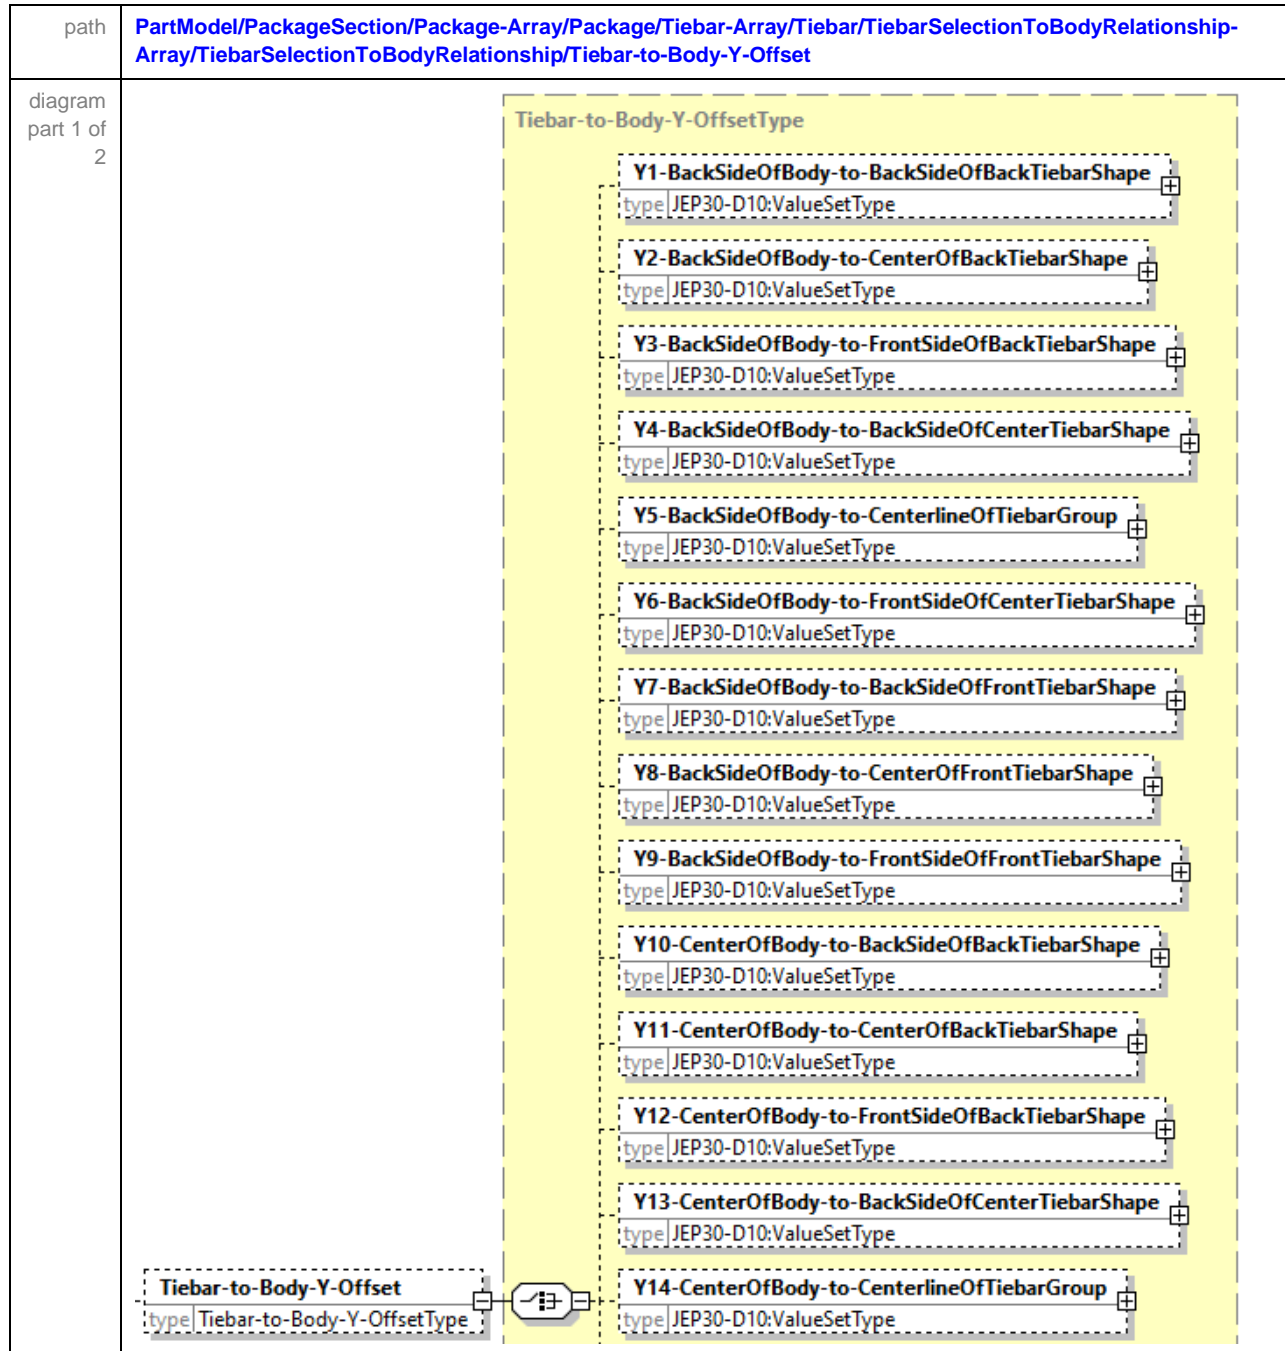 path
PartModel/PackageSection/Package-Array/Package/Tiebar-Array/Tiebar/TiebarSelectionToBodyRelationship-
Array/TiebarSelectionToBodyRelationship/Tiebar-to-Body-Y-Offset
diagram
part 1 of
2
Tiebar-to-Body-Y-OffsetType
Y1-BackSideOfBody-to-BackSideOfBackTiebarShape
type JEP30-D10:ValueSetType
Y2-BackSideOfBody-to-CenterOfBackTiebarShape
type JEP30-D10:ValueSetType
Y3-BackSideOfBody-to-FrontSideOfBackTiebarShape
type JEP30-D10:ValueSetType
Y4-BackSideOfBody-to-BackSideOfCenterTiebarShape
type JEP30-D10:ValueSetType
Y5-BackSideOfBody-to-CenterlineOfTiebarGroup
type JEP30-D10:ValueSetType
Y6-BackSideOfBody-to-FrontSideOfCenterTiebarShape
type JEP30-D10:ValueSetType
Y7-BackSideOfBody-to-BackSideOfFrontTiebarShape
type JEP30-D10:ValueSetType
Y8-BackSideOfBody-to-CenterOfFrontTiebarShape
type JEP30-D10:ValueSetType
Y9-BackSideOfBody-to-FrontSideOfFrontTiebarShape
type JEP30-D10:ValueSetType
Y10-CenterOfBody-to-BackSideOfBackTiebarShape
type JEP30-D10:ValueSetType
Y11-CenterOfBody-to-CenterOfBackTiebarShape
type JEP30-D10:ValueSetType
Y12-CenterOfBody-to-FrontSideOfBackTiebarShape
type JEP30-D10:ValueSetType
Y13-CenterOfBody-to-BackSideOfCenterTiebarShape
type JEP30-D10:ValueSetType
Tiebar-to-Body-Y-Offset
type Tiebar-to-Body-Y-OffsetType
Y14-CenterOfBody-to-CenterlineOfTiebarGroup
type JEP30-D10:ValueSetType